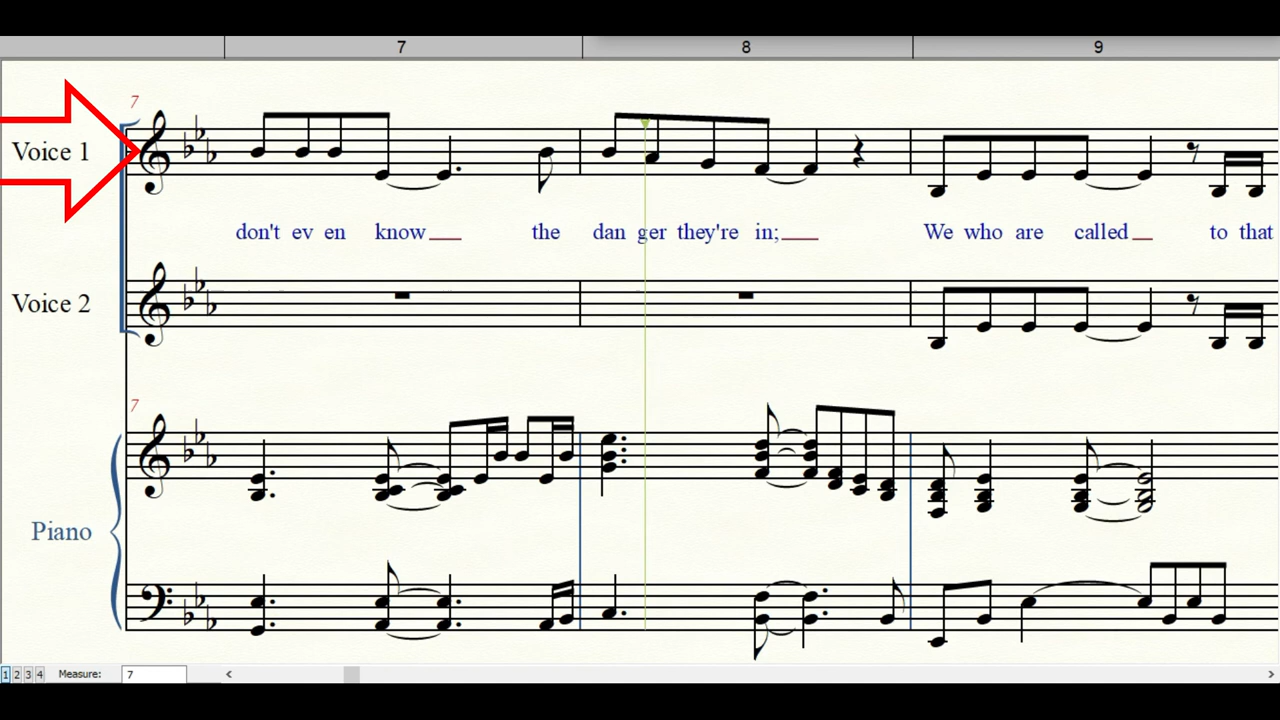 7 8 9
7
Voice 1
don't ev en know the dan ger they're in; We who are called to that
Voice 2
7
Piano
1 2 3 4 Measure: 7